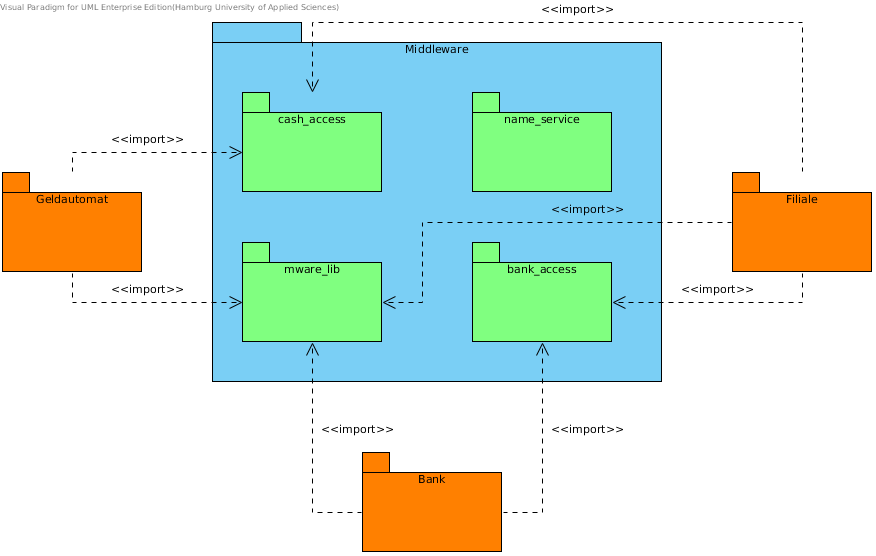 Visual Paradigm for UML Enterprise Edition(Hamburg University of Applied Sciences)
<<import>>
Middleware
cash_access
name_service
<<import>>
Geldautomat
Filiale
<<import>>
mware_lib
bank_access
<<import>>
<<import>>
<<import>>
<<import>>
Bank